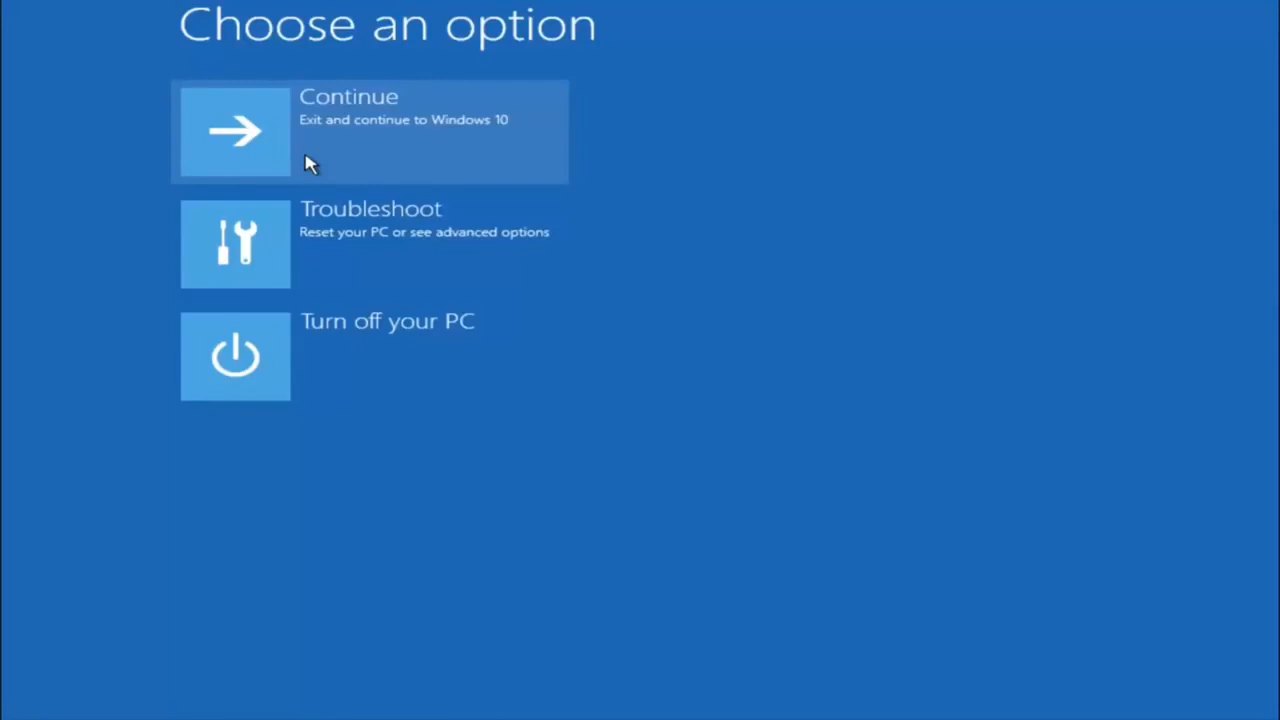 Choose an option
Continue
Exit and continue to Windows 10
Troubleshoot
Reset your PC or see advanced options
Turn off your PC